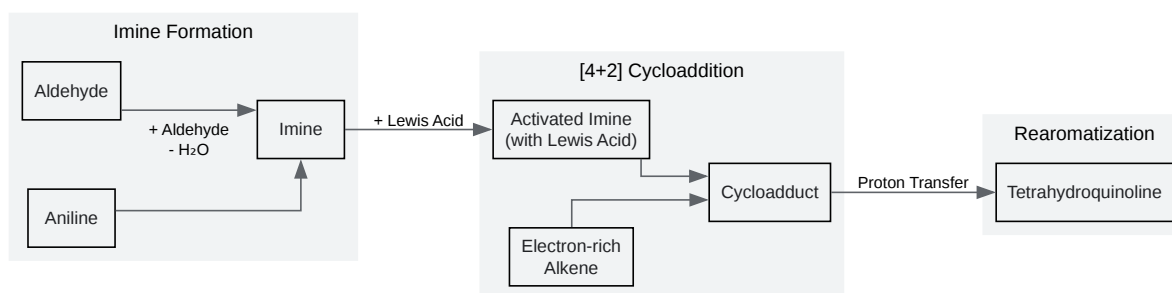 Imine Formation
Aldehyde
+ Aldehyde
- H₂O
Aniline
Imine
+ Lewis Acid
[4+2] Cycloaddition
Activated Imine
(with Lewis Acid)
Electron-rich
Alkene
Cycloadduct
Proton Transfer
Rearomatization
Tetrahydroquinoline